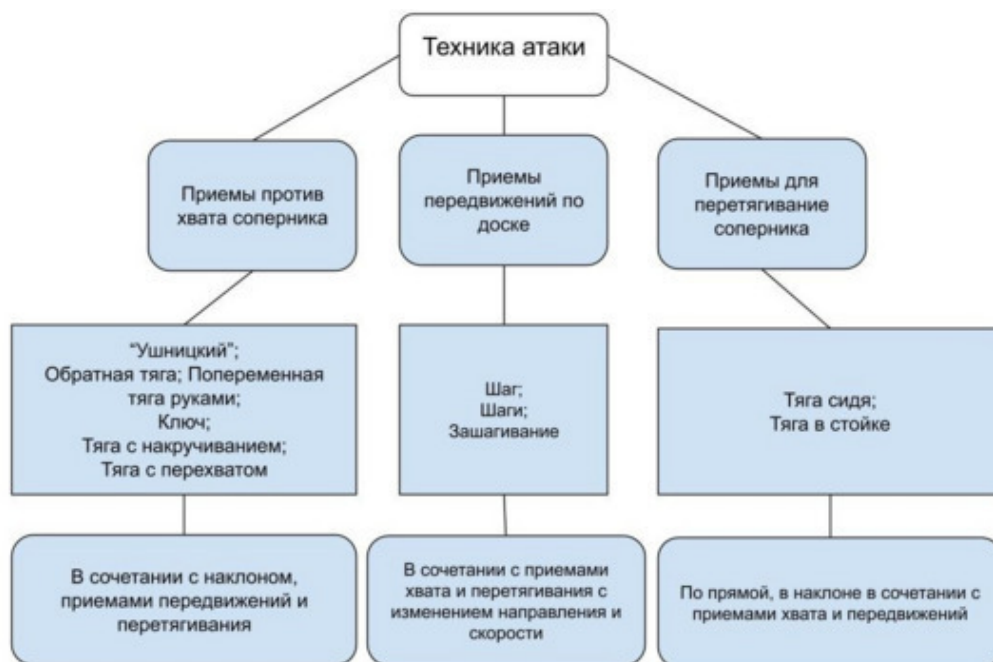 Техника атаки
Приемы против
хвата соперника
Приемы
передвижений по
доске
Приемы для
перетягивание
соперника
“Ушницкий”;
Обратная тяга; Попеременная
тяга руками;
Ключ;
Тяга с накручиванием;
Тяга с перехватом
Шаг;
Шаги;
Зашагивание
Тяга сидя;
Тяга в стойке
В сочетании с наклоном,
приемами передвижений и
перетягивания
В сочетании с приемами
хвата и перетягивания с
изменением направления и
скорости
По прямой, в наклоне в сочетании с
приемами хвата и передвижений